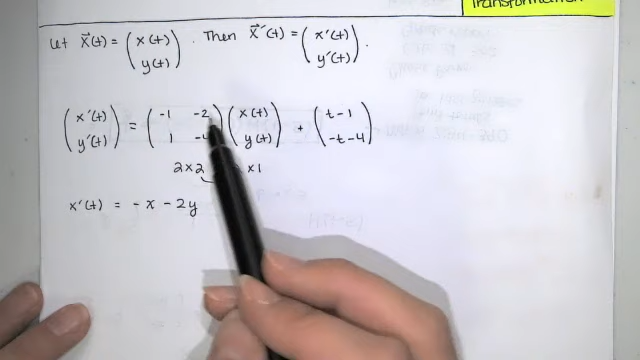 Transformation
Let x⃗(t) = (x(t) y(t)). Then x⃗'(t) = (x'(t) y'(t)).
(x'(t) y'(t)) = (-1 -2 1 -4)(x(t) y(t)) + (t-1 -t-4)
2×2 ×1
x'(t) = -x - 2y